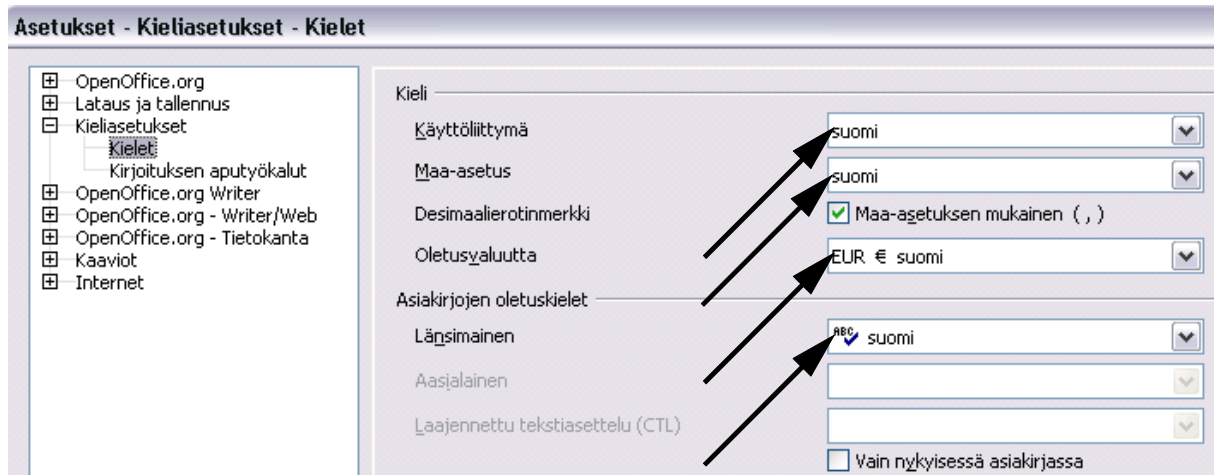 Asetukset - Kieliasetukset - Kielet
OpenOffice.org
Lataus ja tallennus
Kieliasetukset
Kielet
Kirjoituksen aputyökalut
OpenOffice.org Writer
OpenOffice.org - Writer/Web
OpenOffice.org - Tietokanta
Kaaviot
Internet
Kieli
Käyttöliittymä suomi
Maa-asetus suomi
Desimaalierotinmerkki Maa-asetuksen mukainen ( , )
Oletusvaluutta EUR € suomi
Asiakirjojen oletuskielet
Länsimainen ABC suomi
Aasialainen
Laajennettu tekstiasettelu (CTL)
Vain nykyisessä asiakirjassa